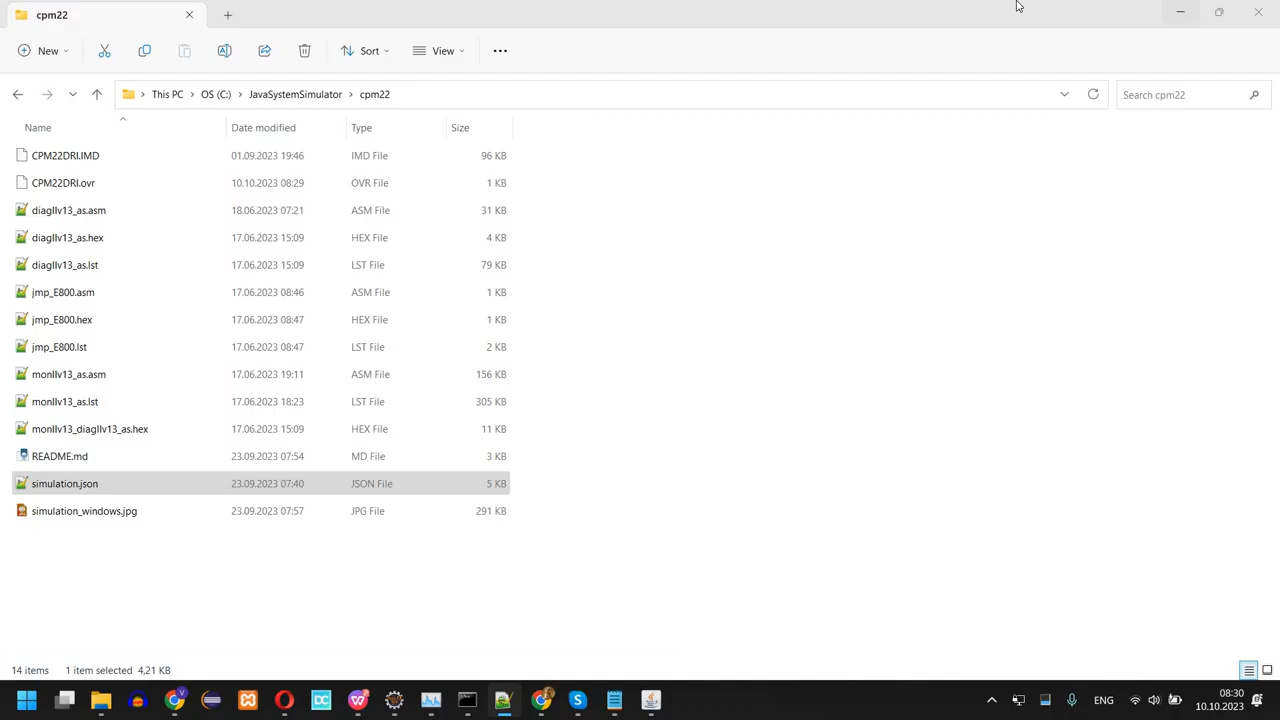 cpm22
New
Sort
View
This PC > OS (C:) > JavaSystemSimulator > cpm22
Search cpm22
Name Date modified Type Size
CPM22DRI.IMD 01.09.2023 19:46 IMD File 96 KB
CPM22DRI.ovr 10.10.2023 08:29 OVR File 1 KB
diagIIv13_as.asm 18.06.2023 07:21 ASM File 31 KB
diagIIv13_as.hex 17.06.2023 15:09 HEX File 4 KB
diagIIv13_as.lst 17.06.2023 15:09 LST File 79 KB
jmp_E800.asm 17.06.2023 08:46 ASM File 1 KB
jmp_E800.hex 17.06.2023 08:47 HEX File 1 KB
jmp_E800.lst 17.06.2023 08:47 LST File 2 KB
monIIv13_as.asm 17.06.2023 19:11 ASM File 156 KB
monIIv13_as.lst 17.06.2023 18:23 LST File 305 KB
monIIv13_diagIIv13_as.hex 17.06.2023 15:09 HEX File 11 KB
README.md 23.09.2023 07:54 MD File 3 KB
simulation.json 23.09.2023 07:40 JSON File 5 KB
simulation_windows.jpg 23.09.2023 07:57 JPG File 291 KB
14 items 1 item selected 4,21 KB
DC
ENG
08:30
10.10.2023